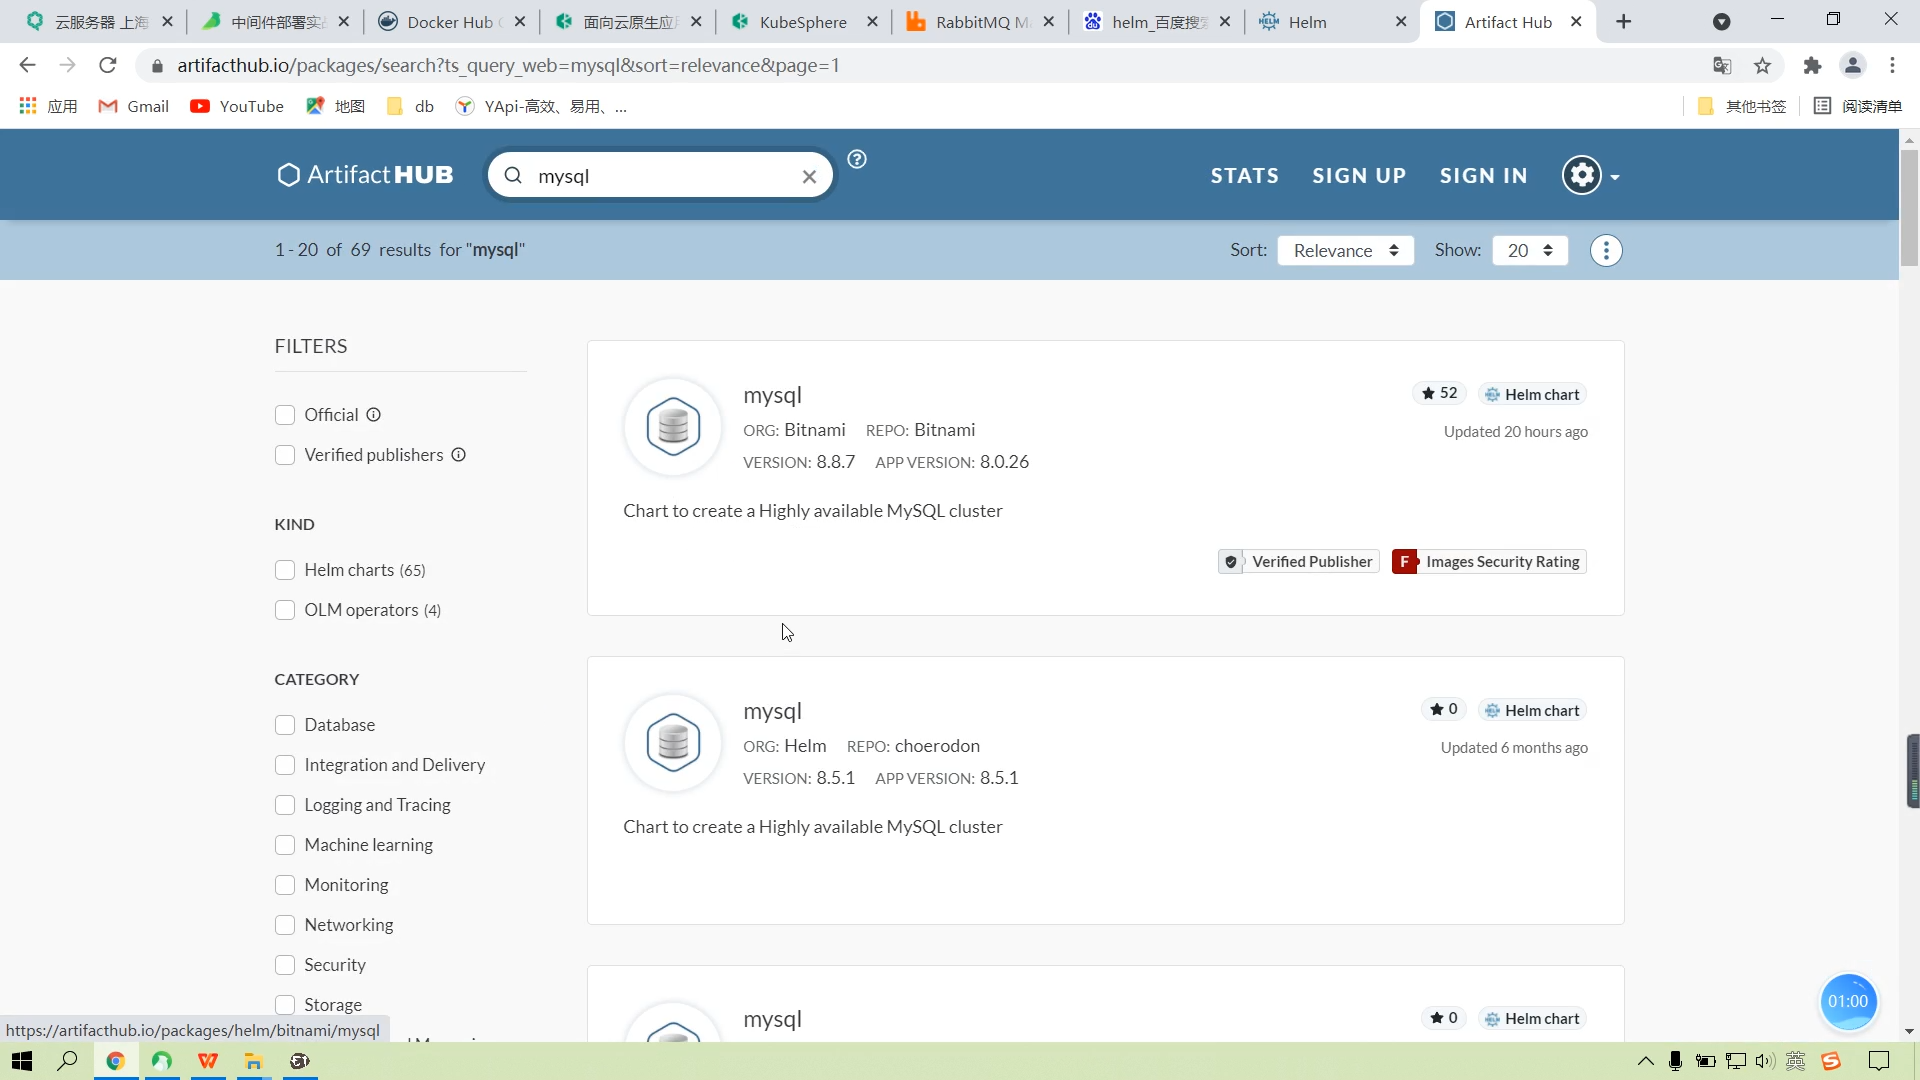 云服务器 上海
中间件部署实
Docker Hub
面向云原生应
KubeSphere
RabbitMQ M
helm_百度搜
Helm
Artifact Hub
artifacthub.io/packages/search?ts_query_web=mysql&sort=relevance&page=1
应用 Gmail YouTube 地图 db YApi-高效、易用、... 其他书签 阅读清单
ArtifactHUB mysql STATS SIGN UP SIGN IN
1 - 20 of 69 results for "mysql" Sort: Relevance Show: 20
FILTERS
Official
Verified publishers
KIND
Helm charts (65)
OLM operators (4)
CATEGORY
Database
Integration and Delivery
Logging and Tracing
Machine learning
Monitoring
Networking
Security
Storage
mysql
52 Helm chart
ORG: Bitnami REPO: Bitnami
Updated 20 hours ago
VERSION: 8.8.7 APP VERSION: 8.0.26
Chart to create a Highly available MySQL cluster
Verified Publisher F Images Security Rating
mysql
0 Helm chart
ORG: Helm REPO: choerodon
Updated 6 months ago
VERSION: 8.5.1 APP VERSION: 8.5.1
Chart to create a Highly available MySQL cluster
mysql
0 Helm chart
01:00
https://artifacthub.io/packages/helm/bitnami/mysql
英